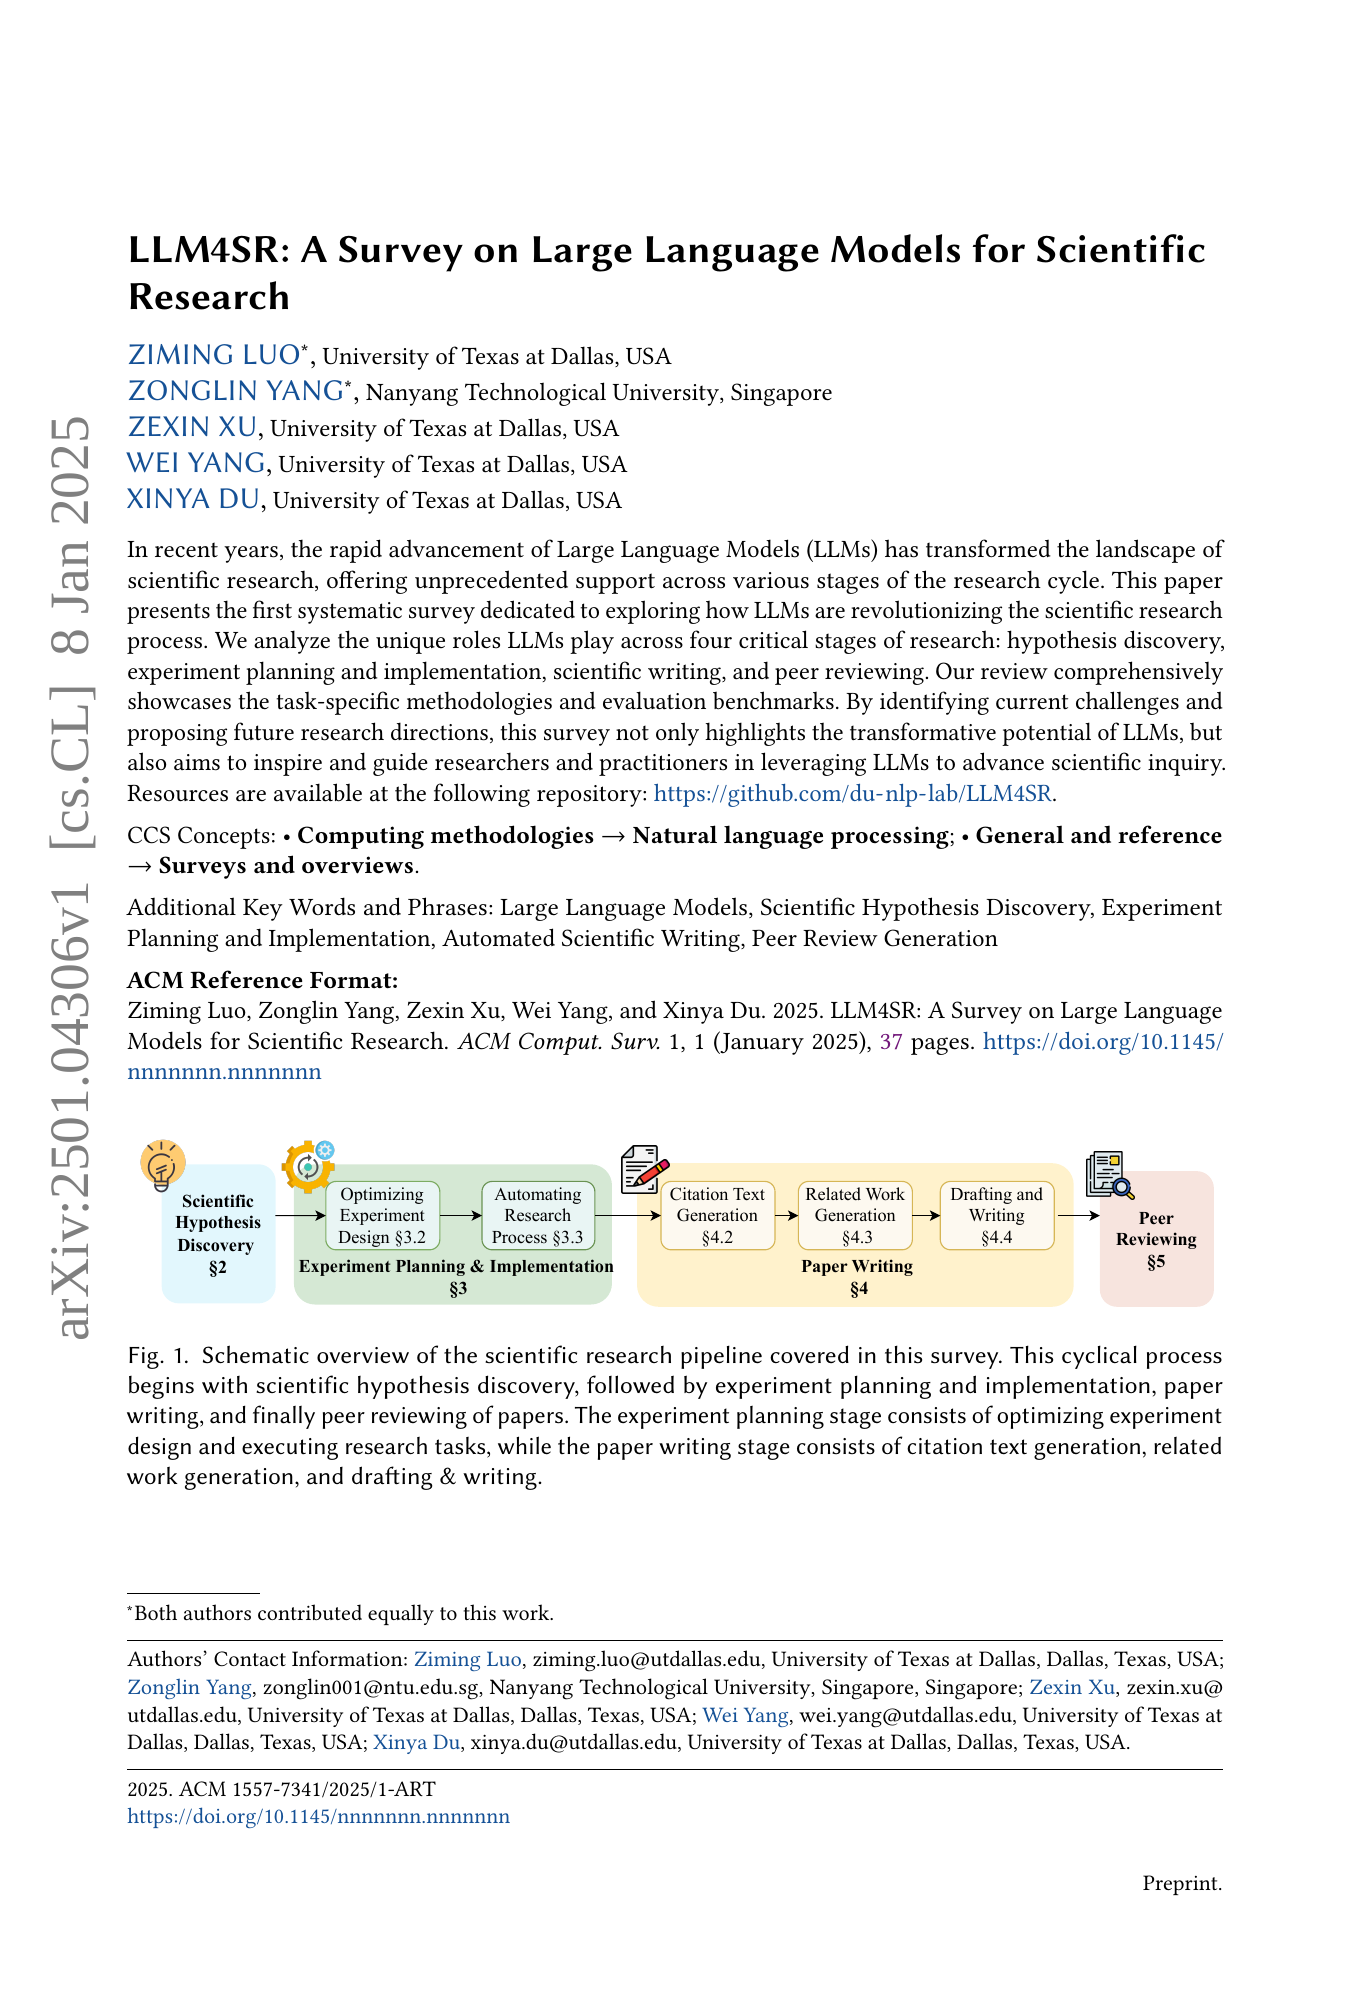 LLM4SR: A Survey on Large Language Models for Scientific
Research
ZIMING LUO*, University of Texas at Dallas, USA
ZONGLIN YANG*, Nanyang Technological University, Singapore
ZEXIN XU, University of Texas at Dallas, USA
WEI YANG, University of Texas at Dallas, USA
XINYA DU, University of Texas at Dallas, USA
In recent years, the rapid advancement of Large Language Models (LLMs) has transformed the landscape of
scientific research, offering unprecedented support across various stages of the research cycle. This paper
presents the first systematic survey dedicated to exploring how LLMs are revolutionizing the scientific research
process. We analyze the unique roles LLMs play across four critical stages of research: hypothesis discovery,
experiment planning and implementation, scientific writing, and peer reviewing. Our review comprehensively
showcases the task-specific methodologies and evaluation benchmarks. By identifying current challenges and
proposing future research directions, this survey not only highlights the transformative potential of LLMs, but
also aims to inspire and guide researchers and practitioners in leveraging LLMs to advance scientific inquiry.
Resources are available at the following repository: https://github.com/du-nlp-lab/LLM4SR.
CCS Concepts: • Computing methodologies → Natural language processing; • General and reference
→ Surveys and overviews.
Additional Key Words and Phrases: Large Language Models, Scientific Hypothesis Discovery, Experiment
Planning and Implementation, Automated Scientific Writing, Peer Review Generation
ACM Reference Format:
Ziming Luo, Zonglin Yang, Zexin Xu, Wei Yang, and Xinya Du. 2025. LLM4SR: A Survey on Large Language
Models for Scientific Research. ACM Comput. Surv. 1, 1 (January 2025), 37 pages. https://doi.org/10.1145/
nnnnnnn.nnnnnnn
Scientific
Hypothesis
Discovery
§2
Optimizing
Experiment
Design §3.2
Automating
Research
Process §3.3
Experiment Planning & Implementation
§3
Citation Text
Generation
§4.2
Related Work
Generation
§4.3
Drafting and
Writing
§4.4
Paper Writing
§4
Peer
Reviewing
§5
Fig. 1. Schematic overview of the scientific research pipeline covered in this survey. This cyclical process
begins with scientific hypothesis discovery, followed by experiment planning and implementation, paper
writing, and finally peer reviewing of papers. The experiment planning stage consists of optimizing experiment
design and executing research tasks, while the paper writing stage consists of citation text generation, related
work generation, and drafting & writing.
*Both authors contributed equally to this work.
Authors' Contact Information: Ziming Luo, ziming.luo@utdallas.edu, University of Texas at Dallas, Dallas, Texas, USA;
Zonglin Yang, zonglin001@ntu.edu.sg, Nanyang Technological University, Singapore, Singapore; Zexin Xu, zexin.xu@
utdallas.edu, University of Texas at Dallas, Dallas, Texas, USA; Wei Yang, wei.yang@utdallas.edu, University of Texas at
Dallas, Dallas, Texas, USA; Xinya Du, xinya.du@utdallas.edu, University of Texas at Dallas, Dallas, Texas, USA.
2025. ACM 1557-7341/2025/1-ART
https://doi.org/10.1145/nnnnnnn.nnnnnnn
Preprint.
arXiv:2501.04306v1 [cs.CL] 8 Jan 2025